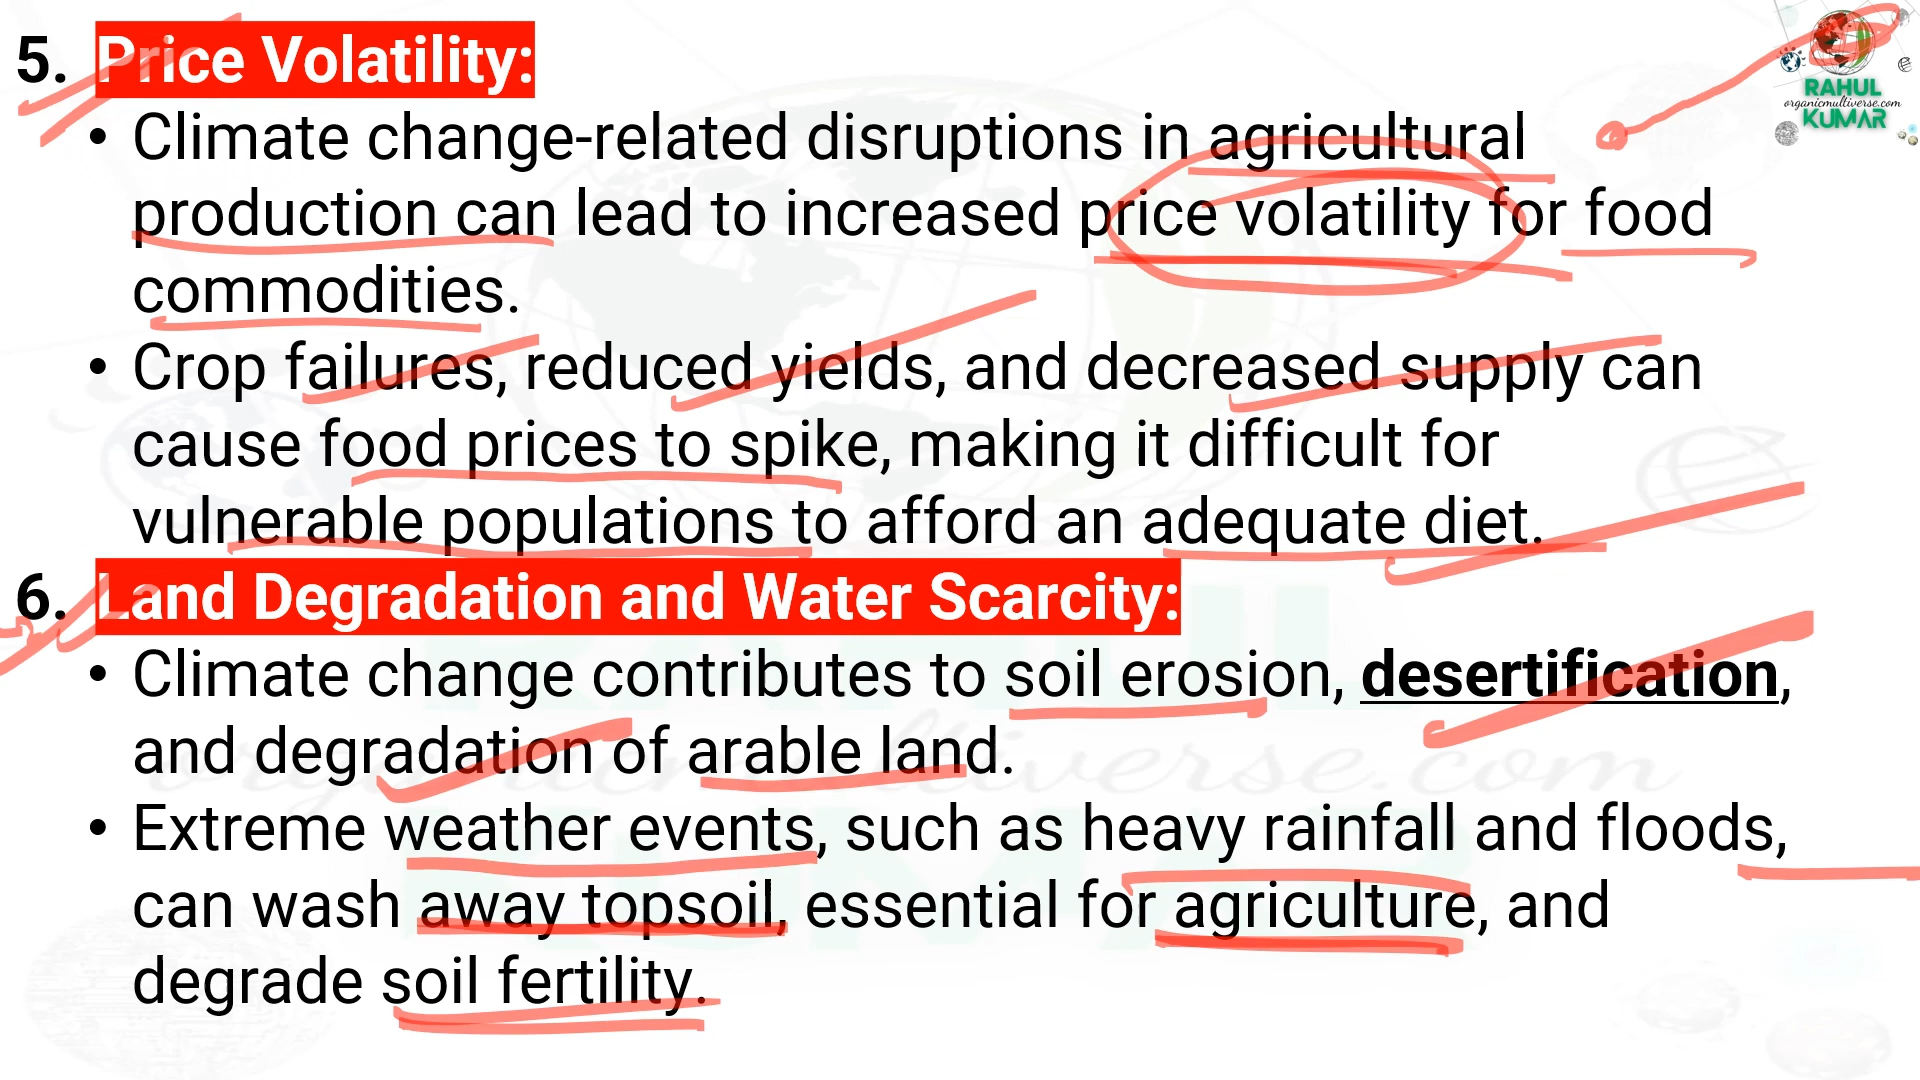 5. Price Volatility:
• Climate change-related disruptions in agricultural
production can lead to increased price volatility for food
commodities.
• Crop failures, reduced yields, and decreased supply can
cause food prices to spike, making it difficult for
vulnerable populations to afford an adequate diet.
6. Land Degradation and Water Scarcity:
• Climate change contributes to soil erosion, desertification,
and degradation of arable land.
• Extreme weather events, such as heavy rainfall and floods,
can wash away topsoil, essential for agriculture, and
degrade soil fertility.
RAHUL
organicmultiverse.com
KUMAR